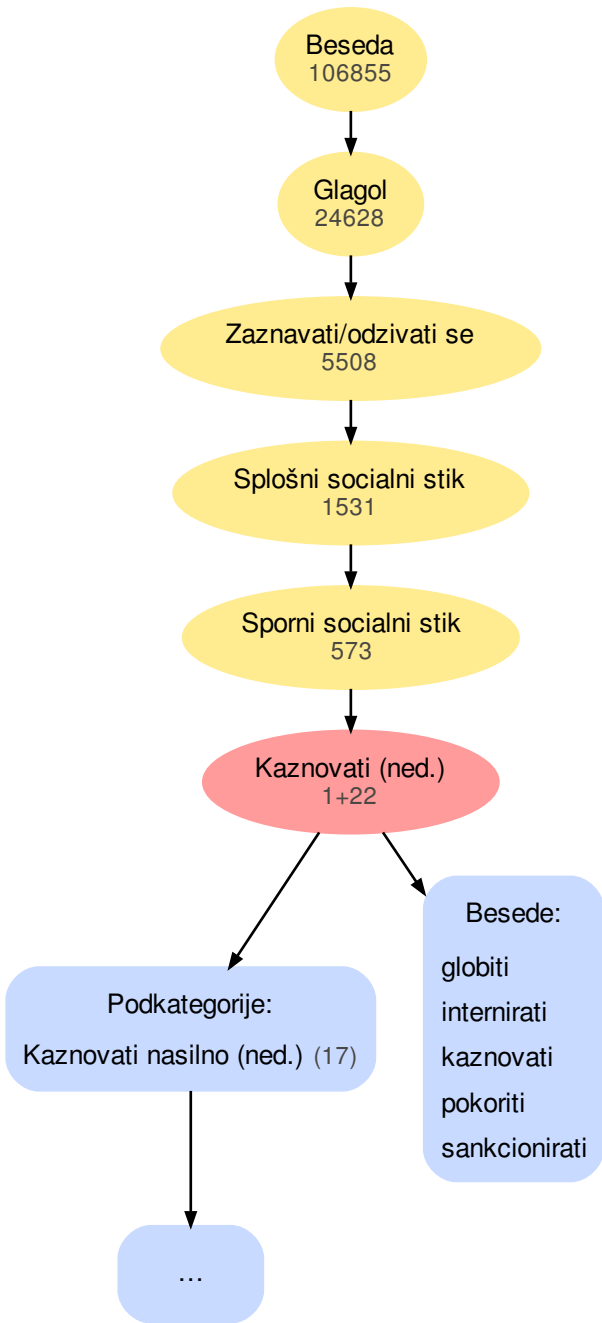 Beseda
106855
Glagol
24628
Zaznavati/odzivati se
5508
Splošni socialni stik
1531
Sporni socialni stik
573
Kaznovati (ned.)
1+22
Podkategorije:
Kaznovati nasilno (ned.) (17)
...
Besede:
globiti
internirati
kaznovati
pokoriti
sankcionirati